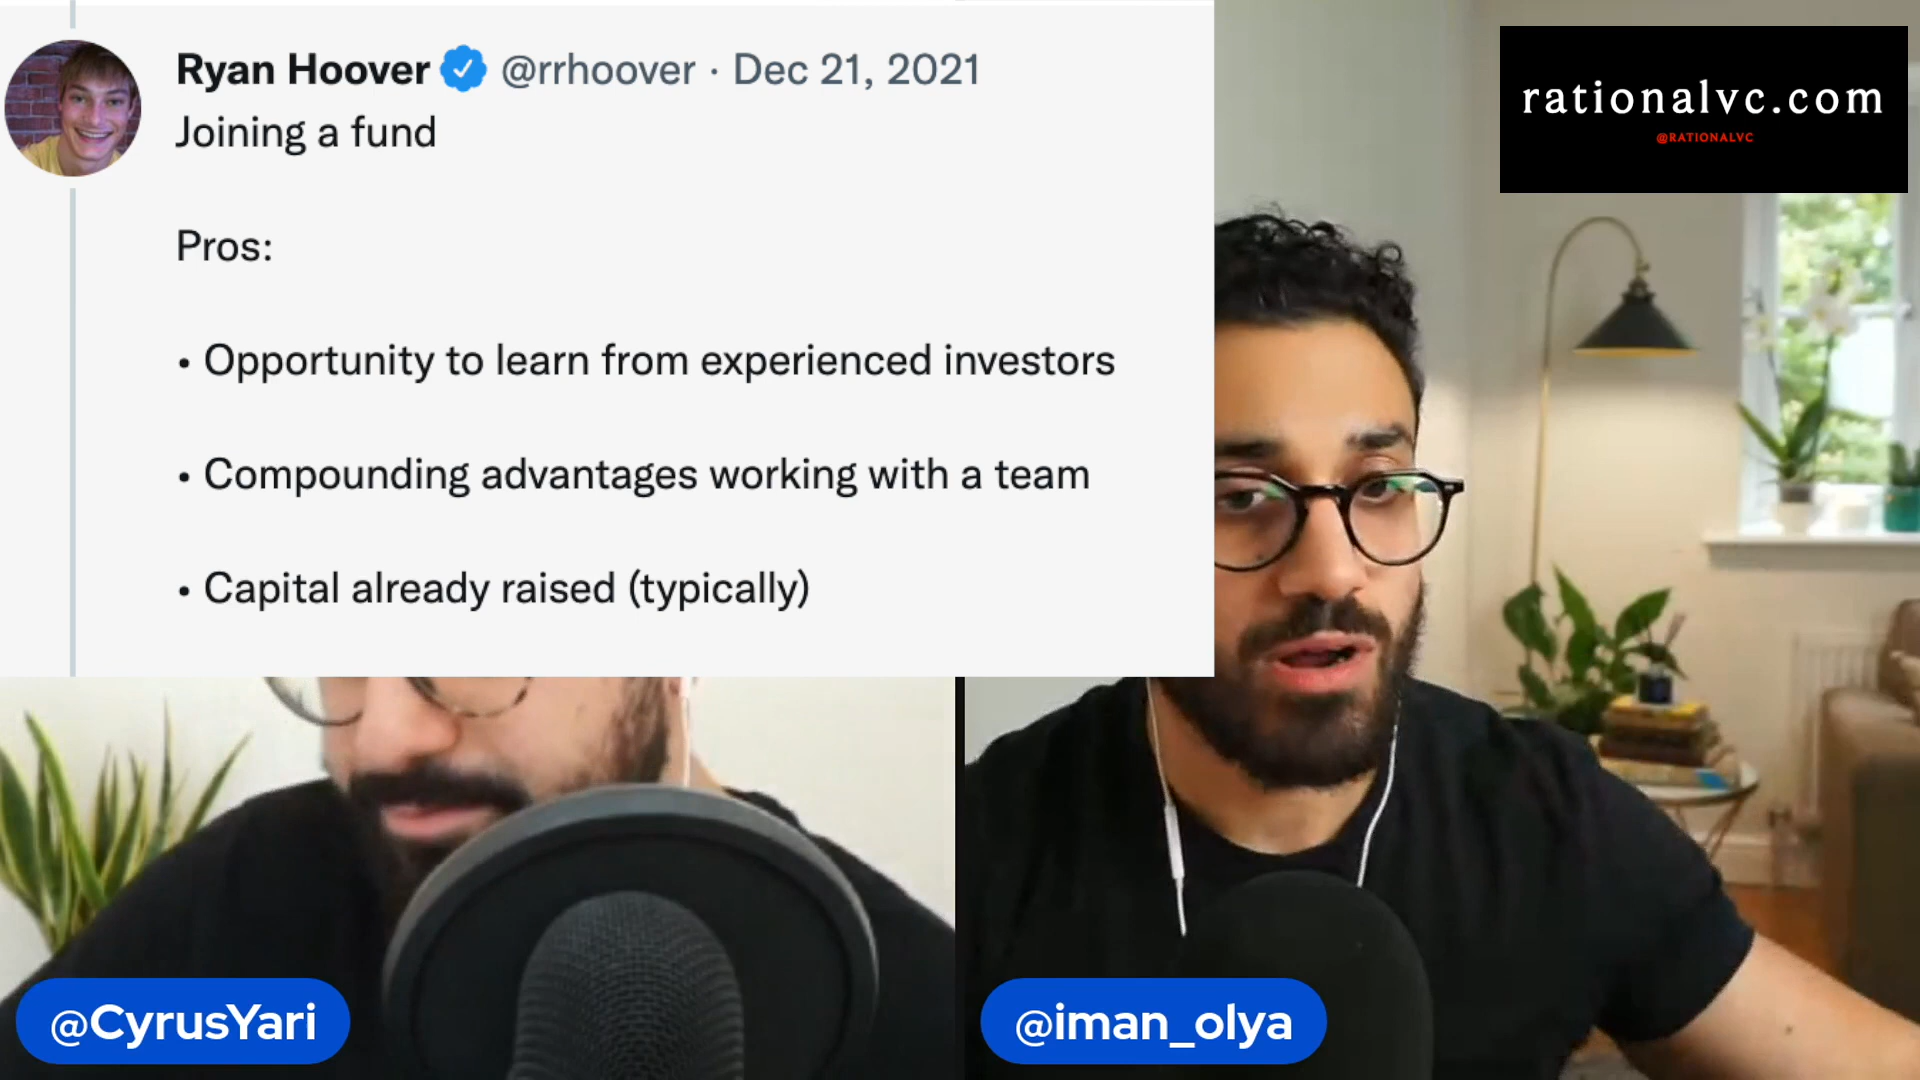 Ryan Hoover @rrhoover · Dec 21, 2021
Joining a fund
Pros:
• Opportunity to learn from experienced investors
• Compounding advantages working with a team
• Capital already raised (typically)
rationalvc.com
@RATIONALVC
@CyrusYari
@iman_olya